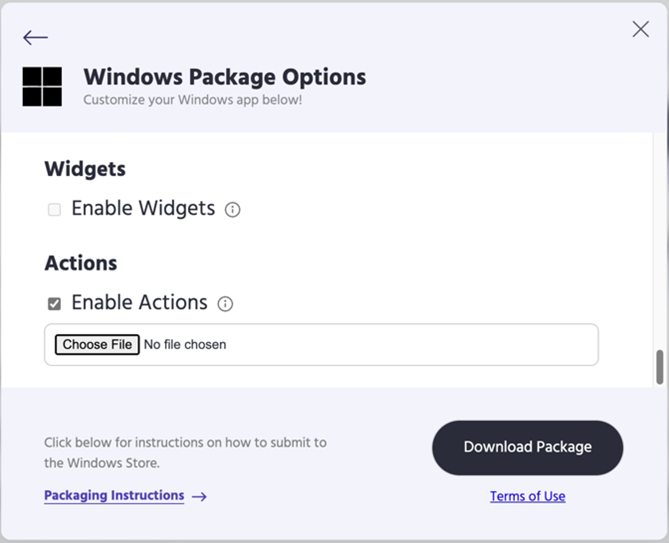 Windows Package Options
Customize your Windows app below!
Widgets
Enable Widgets
Actions
Enable Actions
Choose File No file chosen
Click below for instructions on how to submit to
the Windows Store.
Download Package
Packaging Instructions
Terms of Use